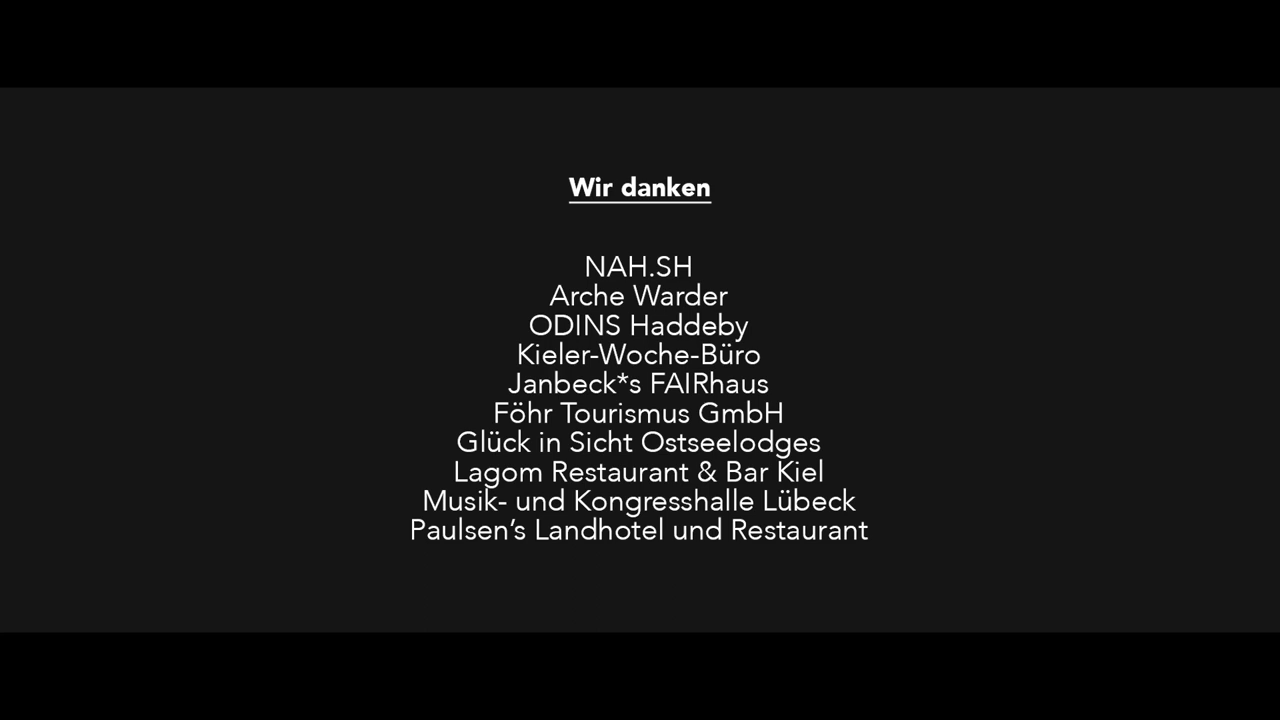 Wir danken
NAH.SH
Arche Warder
ODINS Haddeby
Kieler-Woche-Büro
Janbeck*s FAIRhaus
Föhr Tourismus GmbH
Glück in Sicht Ostseelodges
Lagom Restaurant & Bar Kiel
Musik- und Kongresshalle Lübeck
Paulsen’s Landhotel und Restaurant